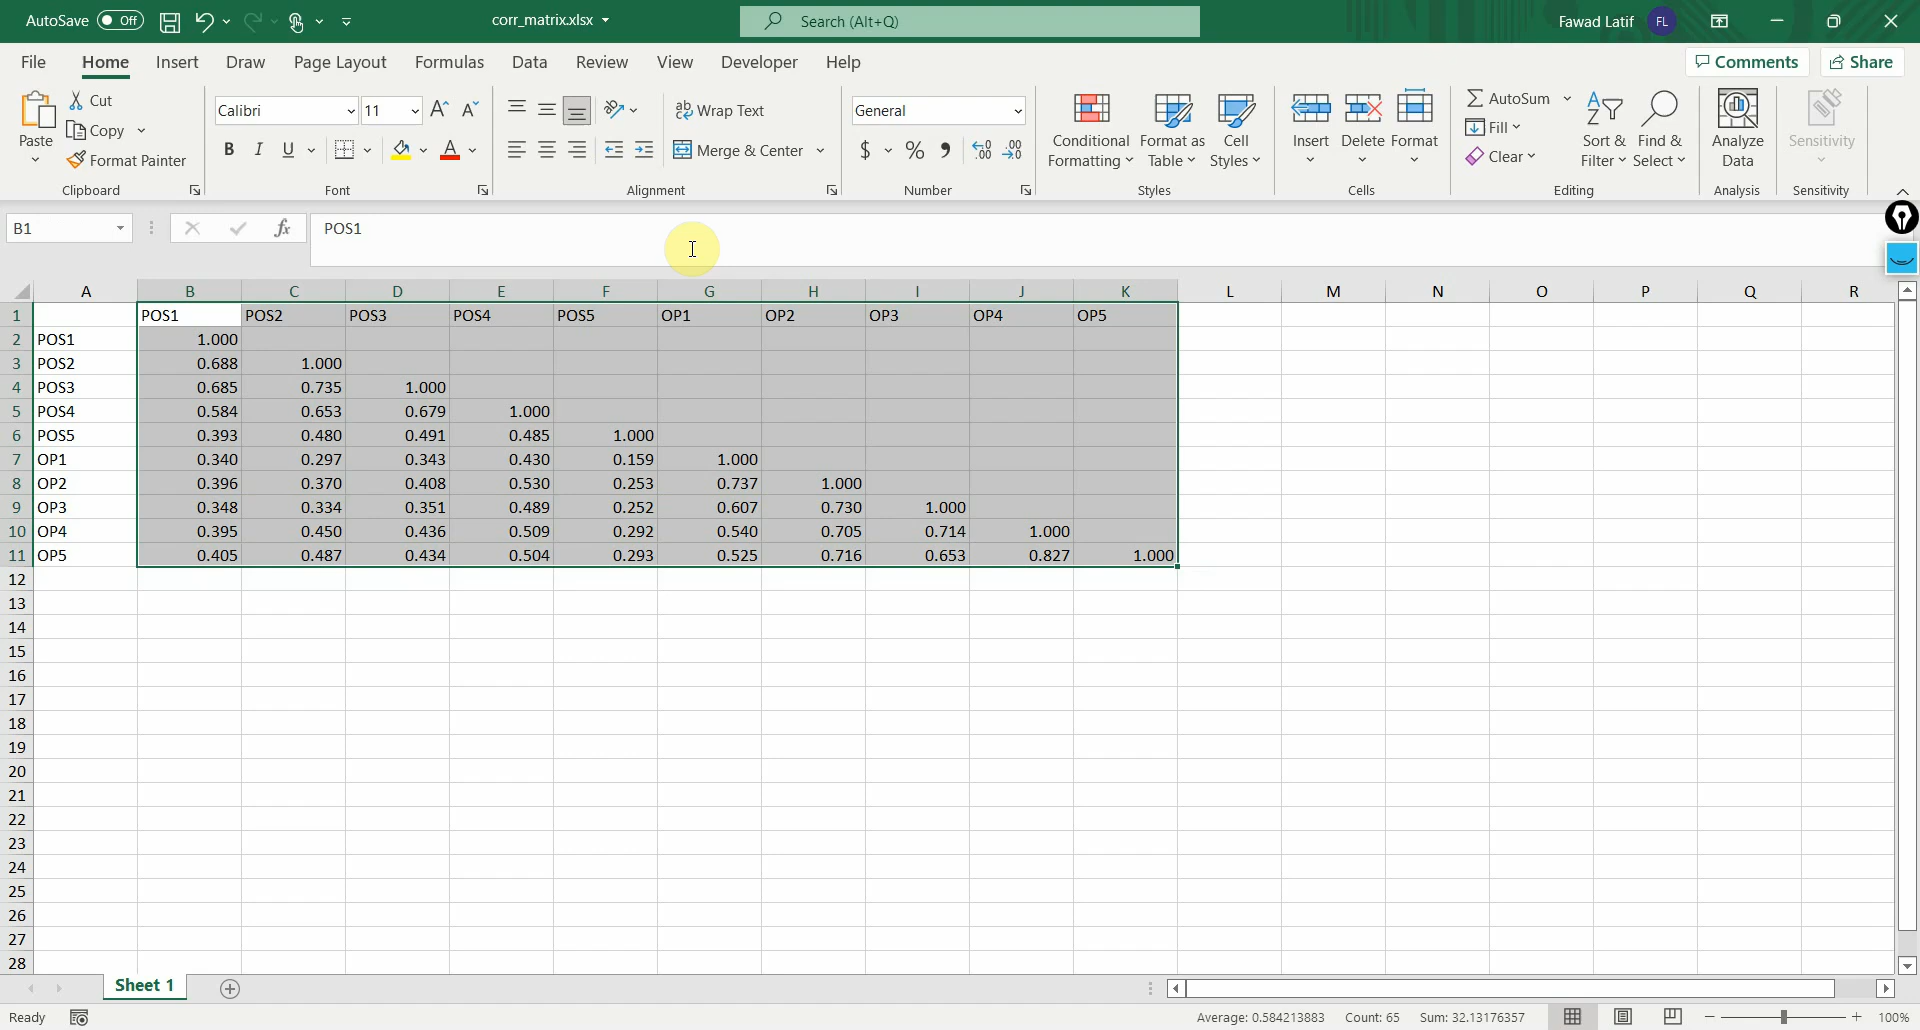 AutoSave Off corr_matrix.xlsx Search (Alt+Q) Fawad Latif FL
File Home Insert Draw Page Layout Formulas Data Review View Developer Help Comments Share
Paste Cut Copy Format Painter Clipboard
Calibri 11 B I U A Font
ab Wrap Text Merge & Center Alignment
General $ % Number
Conditional Formatting Format as Table Cell Styles Styles
Insert Delete Format Cells
AutoSum Fill Clear Sort & Filter Find & Select Editing
Analyze Data Analysis
Sensitivity Sensitivity
B1 fx POS1
A B C D E F G H I J K L M N O P Q R
1 POS1 POS2 POS3 POS4 POS5 OP1 OP2 OP3 OP4 OP5
2 POS1 1.000
3 POS2 0.688 1.000
4 POS3 0.685 0.735 1.000
5 POS4 0.584 0.653 0.679 1.000
6 POS5 0.393 0.480 0.491 0.485 1.000
7 OP1 0.340 0.297 0.343 0.430 0.159 1.000
8 OP2 0.396 0.370 0.408 0.530 0.253 0.737 1.000
9 OP3 0.348 0.334 0.351 0.489 0.252 0.607 0.730 1.000
10 OP4 0.395 0.450 0.436 0.509 0.292 0.540 0.705 0.714 1.000
11 OP5 0.405 0.487 0.434 0.504 0.293 0.525 0.716 0.653 0.827 1.000
12
13
14
15
16
17
18
19
20
21
22
23
24
25
26
27
28
Sheet 1
Ready Average: 0.584213883 Count: 65 Sum: 32.13176357 100%